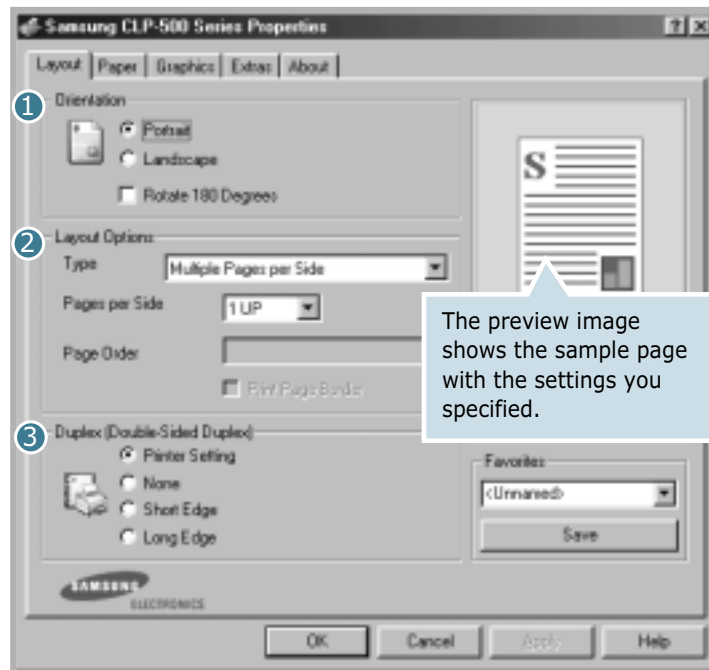 Samsung CLP-500 Series Properties
Layout Paper Graphics Extras About
1
Orientation
Portrait
Landscape
Rotate 180 Degrees
S
2
Layout Options
Type
Multiple Pages per Side
Pages per Side
1 UP
Page Order
Print Page Border
The preview image
shows the sample page
with the settings you
specified.
3
Duplex (Double-Sided Duplex)
Printer Setting
None
Short Edge
Long Edge
Favorites
<Unnamed>
Save
SAMSUNG
ELECTRONICS
OK Cancel Apply Help